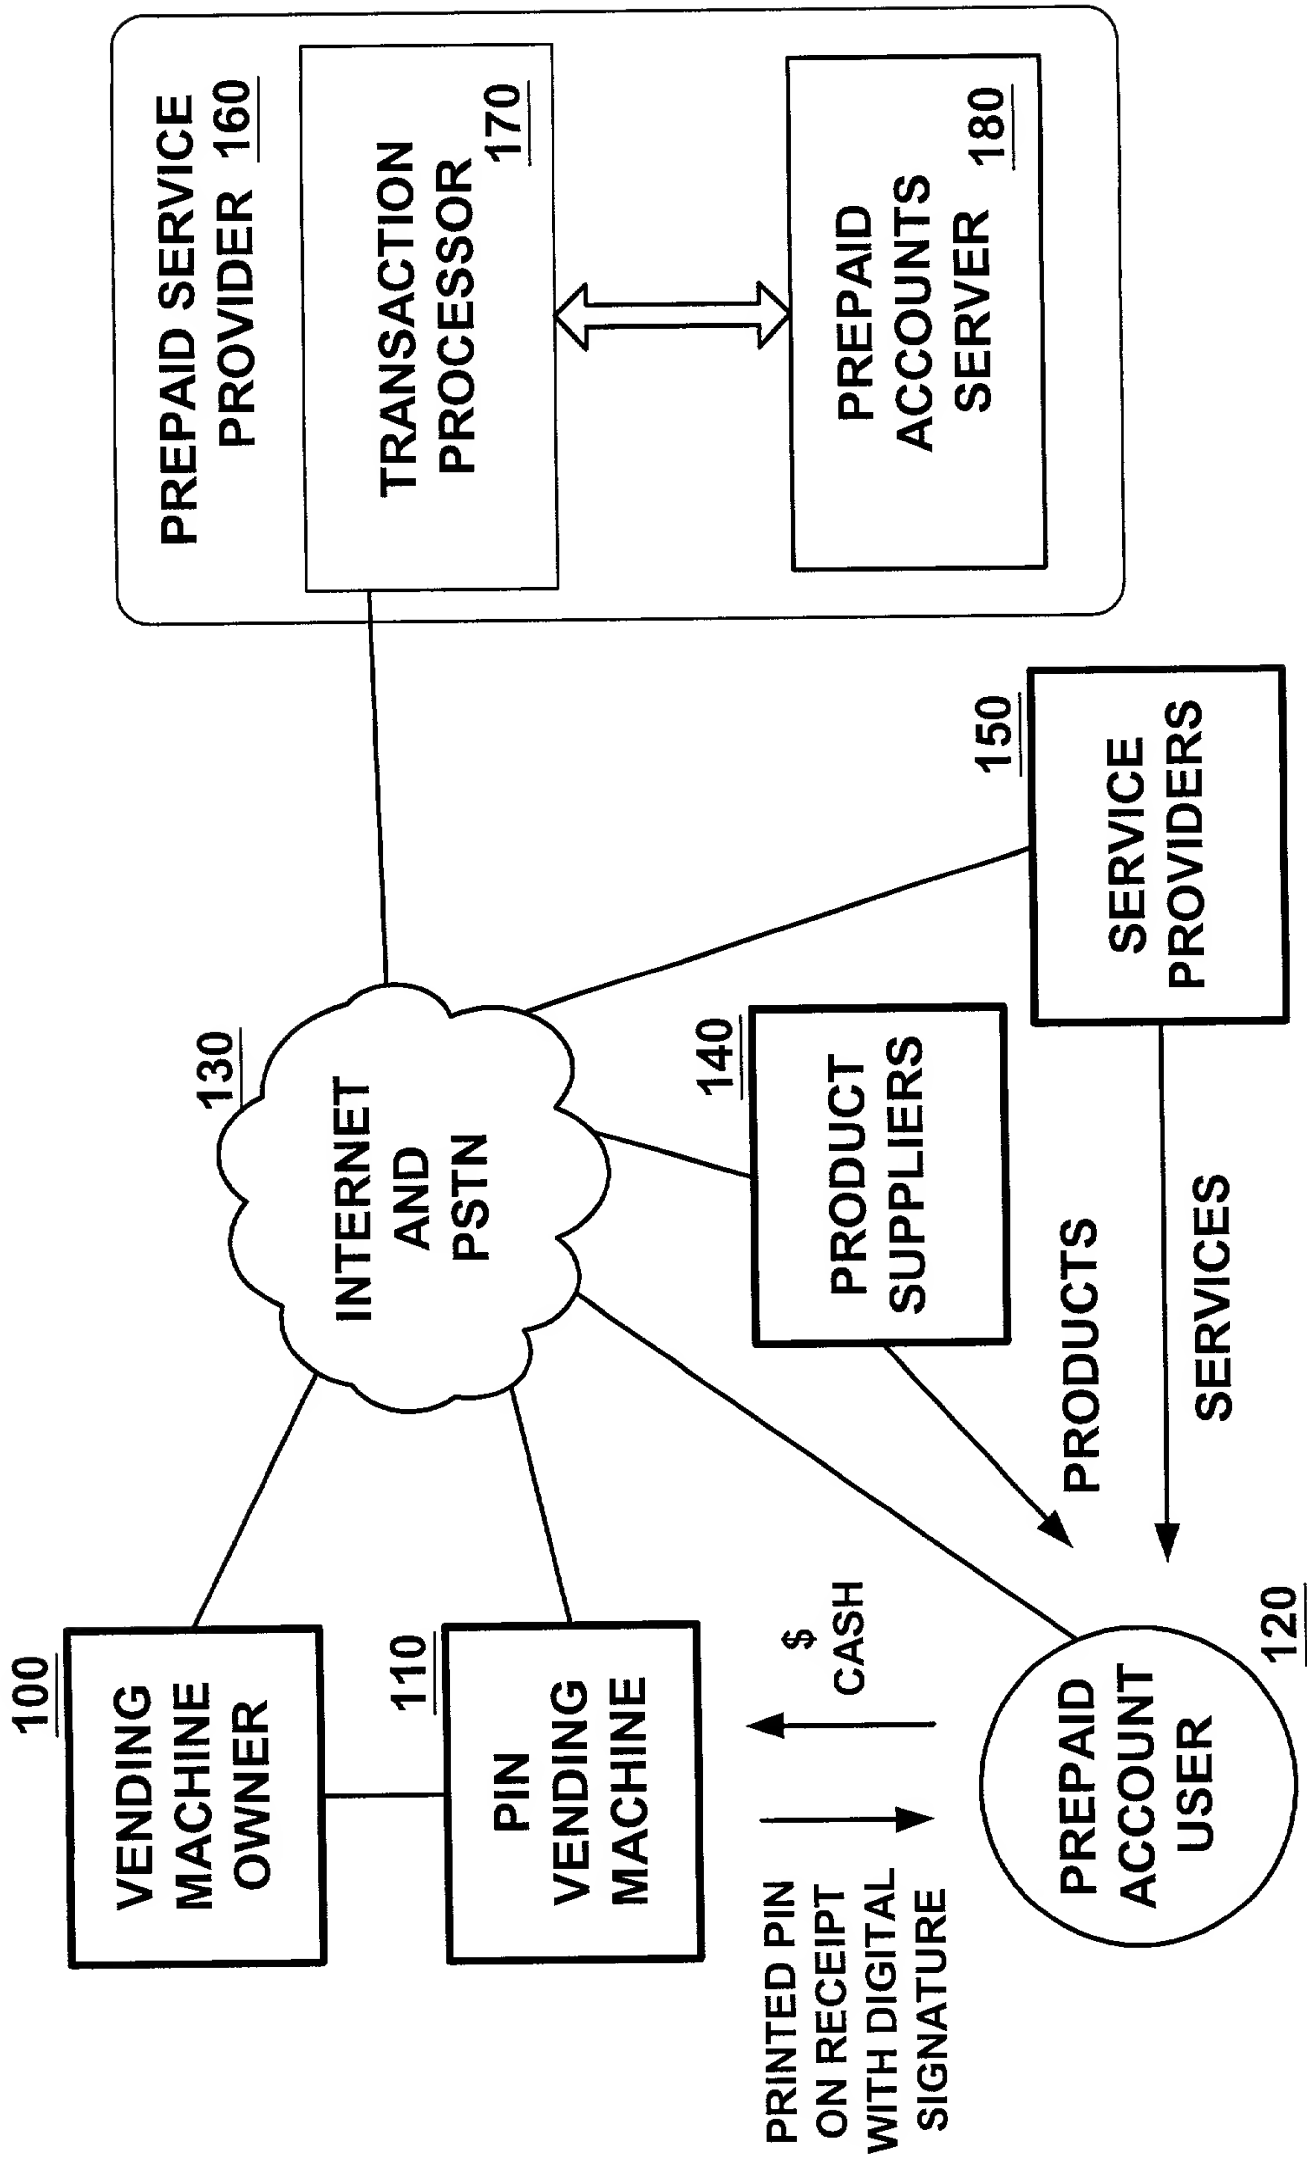 100
VENDING
MACHINE
OWNER
110
PIN
VENDING
MACHINE
PRINTED PIN
ON RECEIPT
WITH DIGITAL
SIGNATURE
$
CASH
PREPAID
ACCOUNT
USER
120
130
INTERNET
AND
PSTN
140
PRODUCT
SUPPLIERS
PRODUCTS
150
SERVICE
PROVIDERS
SERVICES
PREPAID SERVICE
PROVIDER 160
TRANSACTION
PROCESSOR
170
PREPAID
ACCOUNTS
SERVER
180